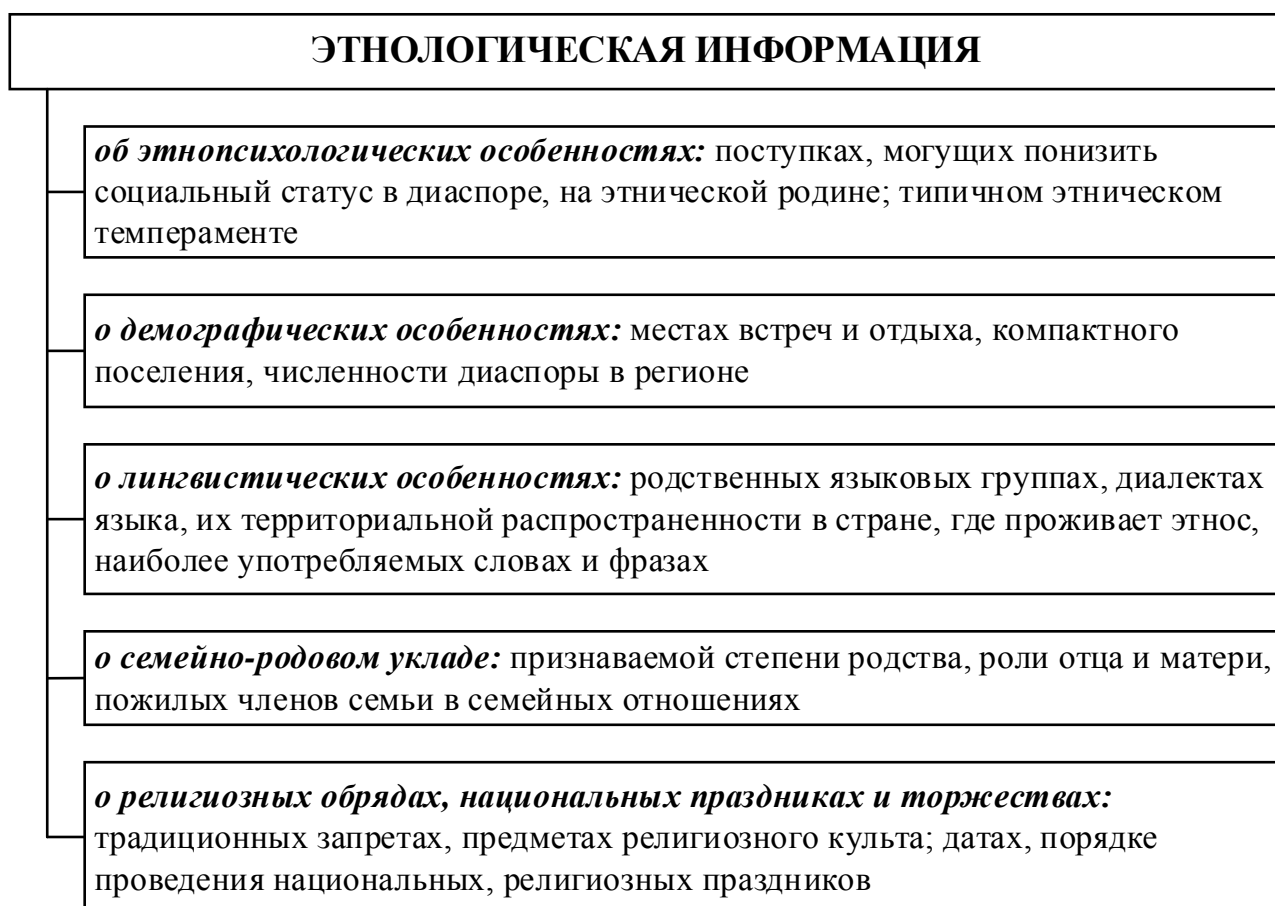 ЭТНОЛОГИЧЕСКАЯ ИНФОРМАЦИЯ
об этнопсихологических особенностях: поступках, могущих понизить
социальный статус в диаспоре, на этнической родине; типичном этническом
темпераменте
о демографических особенностях: местах встреч и отдыха, компактного
поселения, численности диаспоры в регионе
о лингвистических особенностях: родственных языковых группах, диалектах
языка, их территориальной распространенности в стране, где проживает этнос,
наиболее употребляемых словах и фразах
о семейно-родовом укладе: признаваемой степени родства, роли отца и матери,
пожилых членов семьи в семейных отношениях
о религиозных обрядах, национальных праздниках и торжествах:
традиционных запретах, предметах религиозного культа; датах, порядке
проведения национальных, религиозных праздников